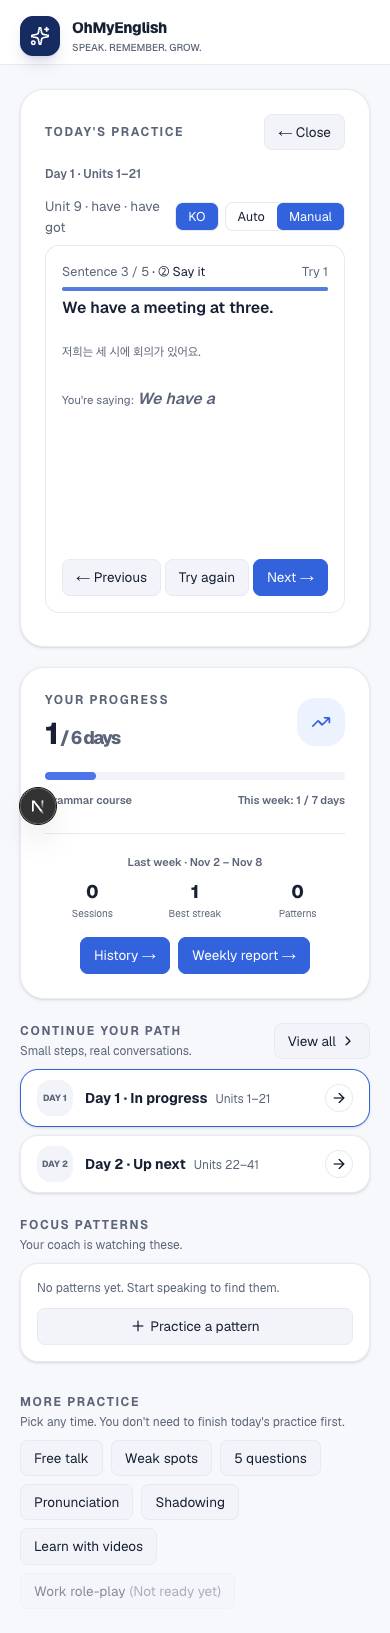 OhMyEnglish
SPEAK. REMEMBER. GROW.
TODAY'S PRACTICE
← Close
Day 1 · Units 1–21
Unit 9 · have · have got
KO
Auto
Manual
Sentence 3 / 5 · ② Say it
Try 1
We have a meeting at three.
저희는 세 시에 회의가 있어요.
You're saying: We have a
← Previous
Try again
Next →
YOUR PROGRESS
1 / 6 days
N
ammar course
This week: 1 / 7 days
Last week · Nov 2 – Nov 8
0
1
0
Sessions
Best streak
Patterns
History →
Weekly report →
CONTINUE YOUR PATH
Small steps, real conversations.
View all
DAY 1
Day 1 · In progress Units 1–21
DAY 2
Day 2 · Up next Units 22–41
FOCUS PATTERNS
Your coach is watching these.
No patterns yet. Start speaking to find them.
+ Practice a pattern
MORE PRACTICE
Pick any time. You don't need to finish today's practice first.
Free talk
Weak spots
5 questions
Pronunciation
Shadowing
Learn with videos
Work role-play (Not ready yet)